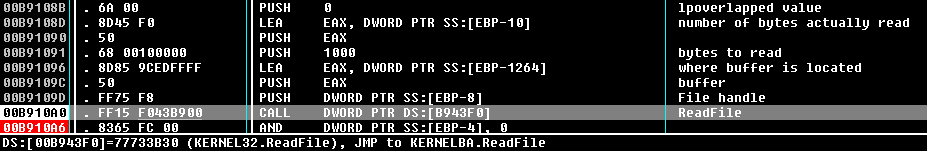 00B9108B . 6A 00 PUSH 0 lpoverlapped value
00B9108D . 8D45 F0 LEA EAX, DWORD PTR SS:[EBP-10] number of bytes actually read
00B91090 . 50 PUSH EAX
00B91091 . 68 00100000 PUSH 1000 bytes to read
00B91096 . 8D85 9CEDFFFF LEA EAX, DWORD PTR SS:[EBP-1264] where buffer is located
00B9109C . 50 PUSH EAX buffer
00B9109D . FF75 F8 PUSH DWORD PTR SS:[EBP-8] File handle
00B910A0 . FF15 F043B900 CALL DWORD PTR DS:[B943F0] ReadFile
00B910A6 . 8365 FC 00 AND DWORD PTR SS:[EBP-4], 0
DS:[00B943F0]=77733B30 (KERNEL32.ReadFile), JMP to KERNELBA.ReadFile